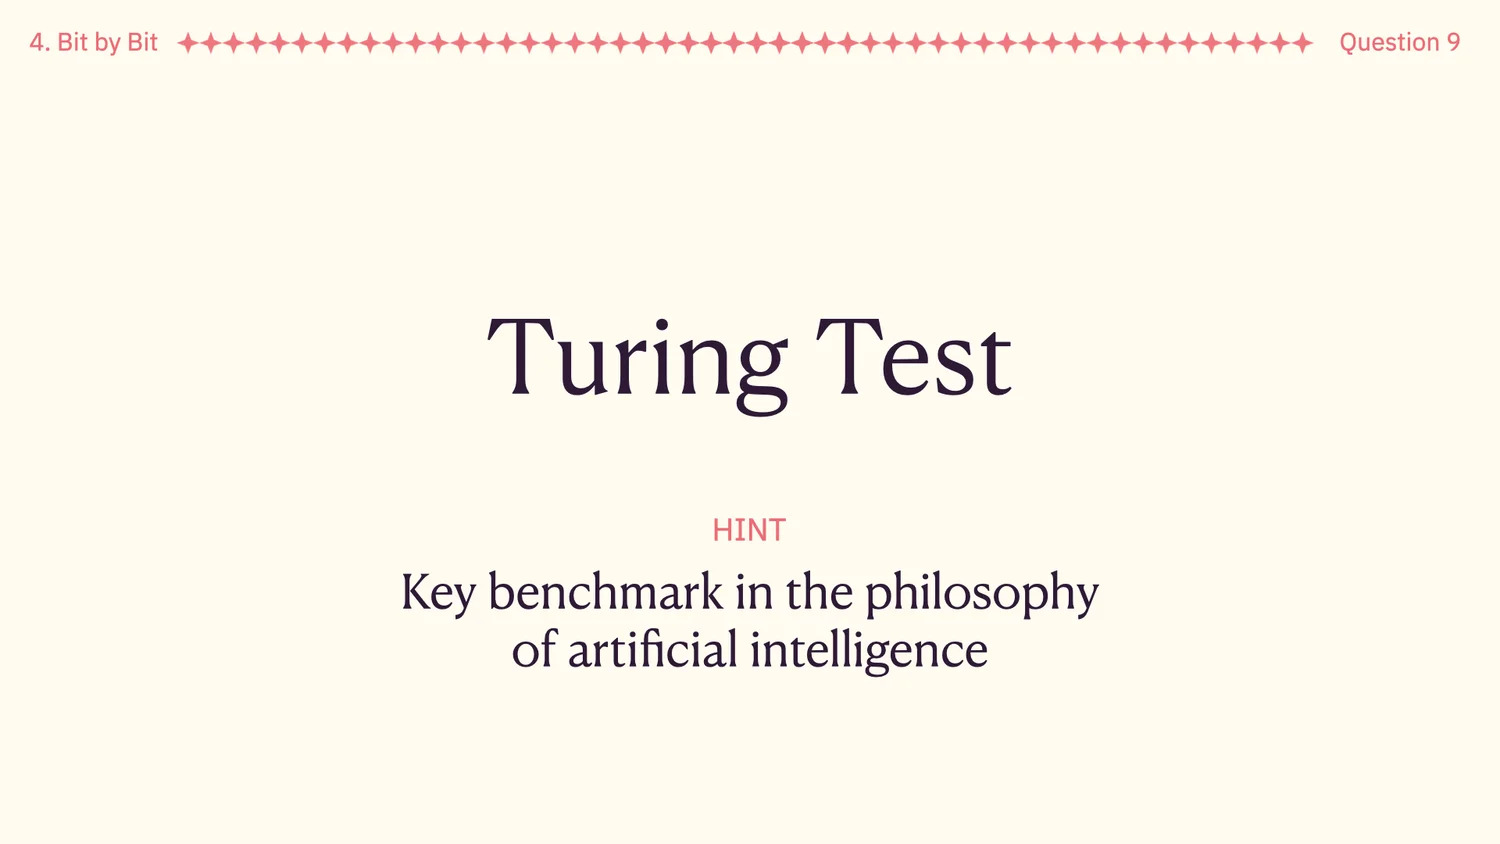 4. Bit by Bit
Question 9
Turing Test
HINT
Key benchmark in the philosophy
of artificial intelligence